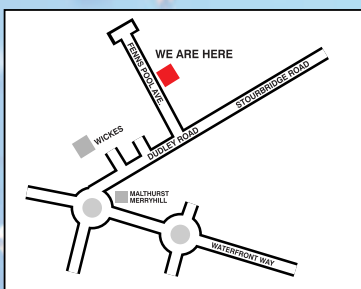 FENNS POOL AVE.
WE ARE HERE
STOURBRIDGE ROAD
DUDLEY ROAD
WICKES
MALTHURST
MERRYHILL
WATERFRONT WAY